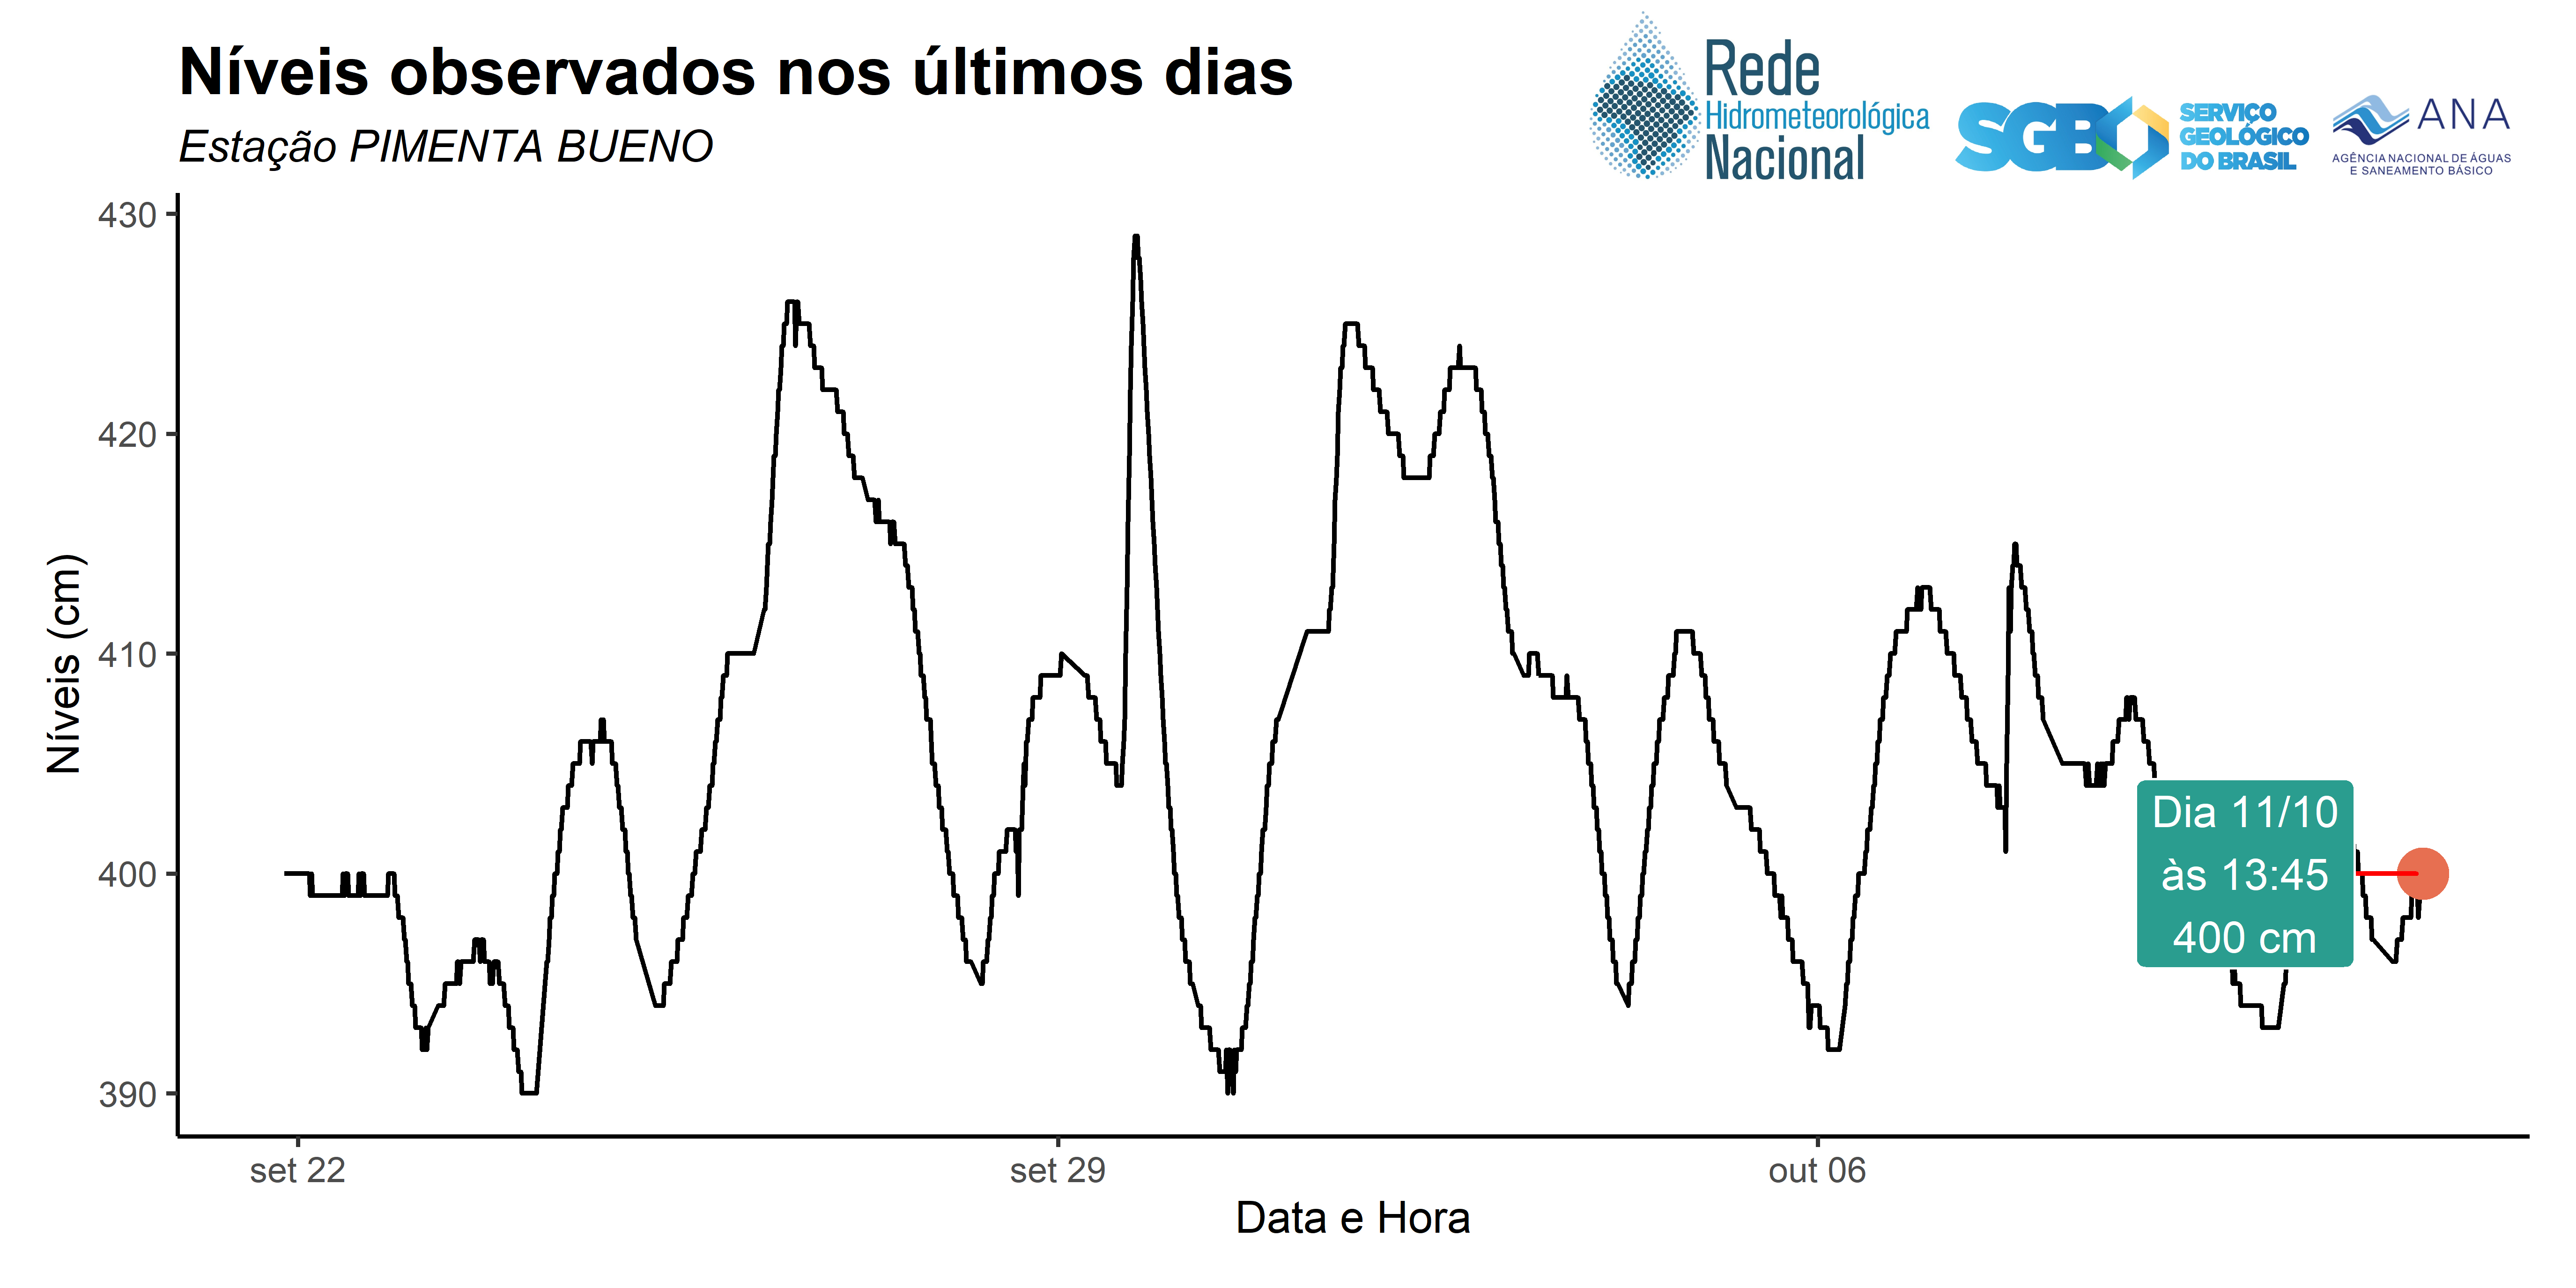 Níveis observados nos últimos dias
Estação PIMENTA BUENO
Rede
Hidrometeorológica
Nacional
SGB
SERVIÇO
GEOLÓGICO
DO BRASIL
ANA
AGÊNCIA NACIONAL DE ÁGUAS
E SANEAMENTO BÁSICO
Níveis (cm)
430
420
410
400
390
Dia 11/10
às 13:45
400 cm
set 22
set 29
out 06
Data e Hora